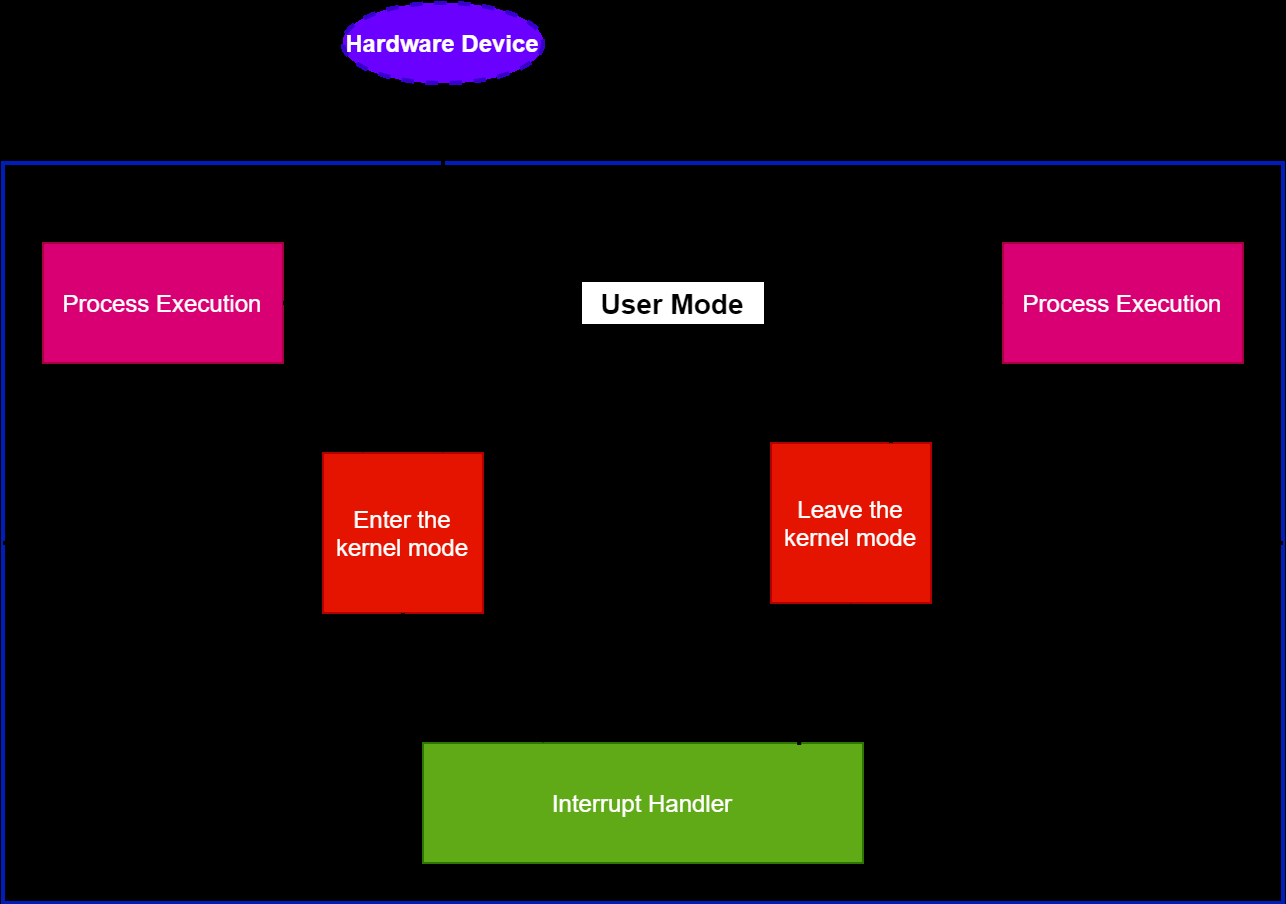 Hardware Device
Process Execution
User Mode
Process Execution
Enter the
kernel mode
Leave the
kernel mode
Interrupt Handler